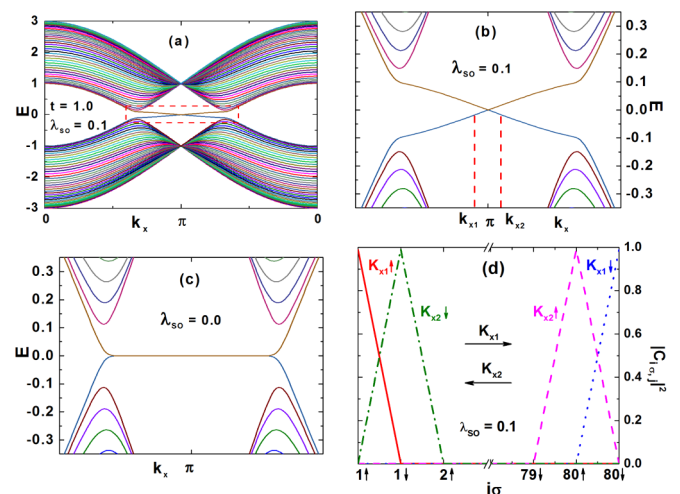 (a)
3
2
1
0
-1
-2
-3
E
t = 1.0
λSO = 0.1
0
kx
π
0
(b)
λSO = 0.1
0.3
0.2
0.1
0.0
-0.1
-0.2
-0.3
E
kx1
π
kx2
kx
(c)
λSO = 0.0
0.3
0.2
0.1
0.0
-0.1
-0.2
-0.3
E
kx
π
(d)
Kx1↑
Kx2↓
Kx1
Kx2
Kx2↑
Kx1↓
λSO = 0.1
1.0
0.8
0.6
0.4
0.2
0.0
|Ciσ,j|²
1↑
1↓
2↑
79↓
80↑
80↓
iσ